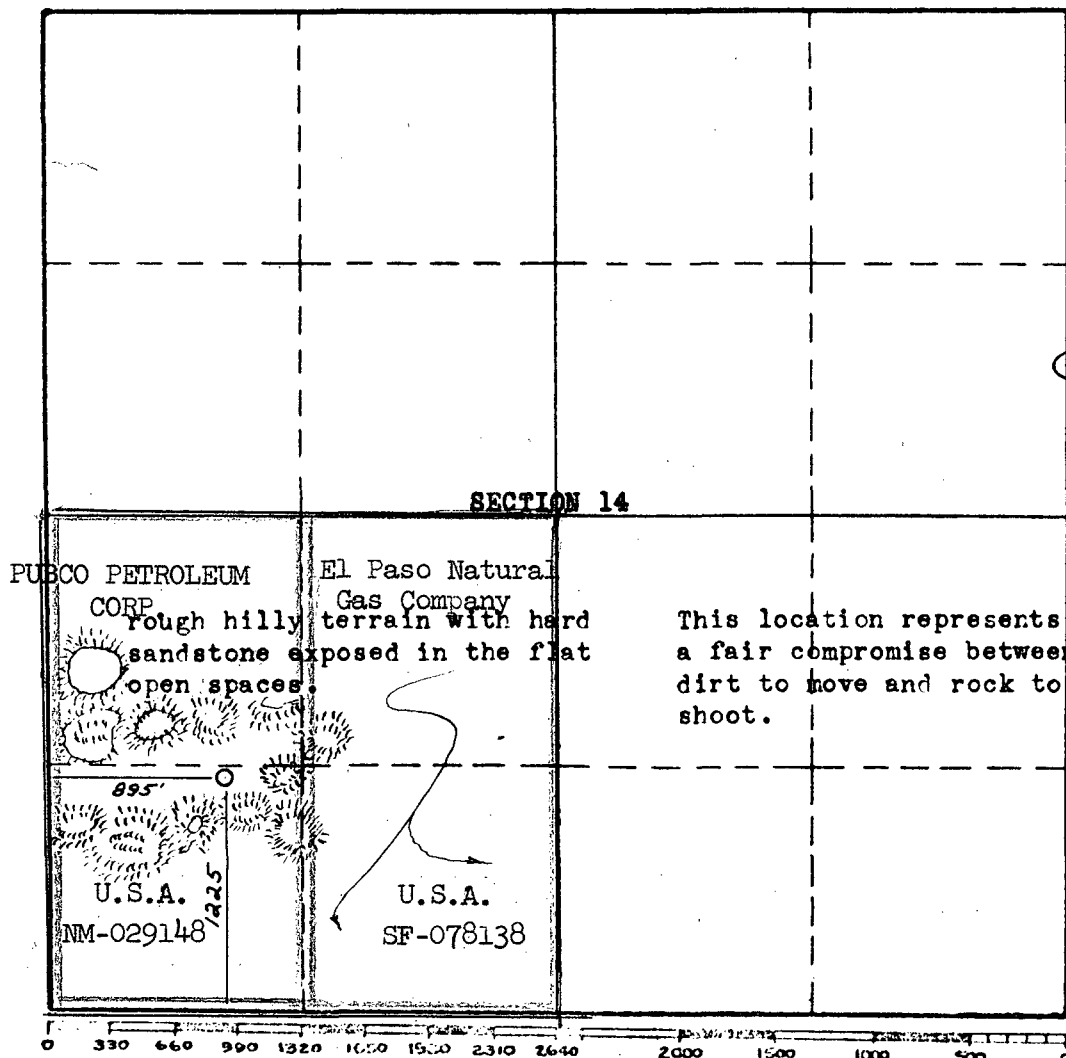 SECTION 14
PUBCO PETROLEUM
CORP.
El Paso Natural
Gas Company
rough hilly terrain with hard
sandstone exposed in the flat
open spaces.
This location represents
a fair compromise between
dirt to move and rock to
shoot.
895'
1225
U.S.A.
NM-029148
U.S.A.
SF-078138
0 330 660 990 1320 1650 1980 2310 2640 2000 1500 1000 500